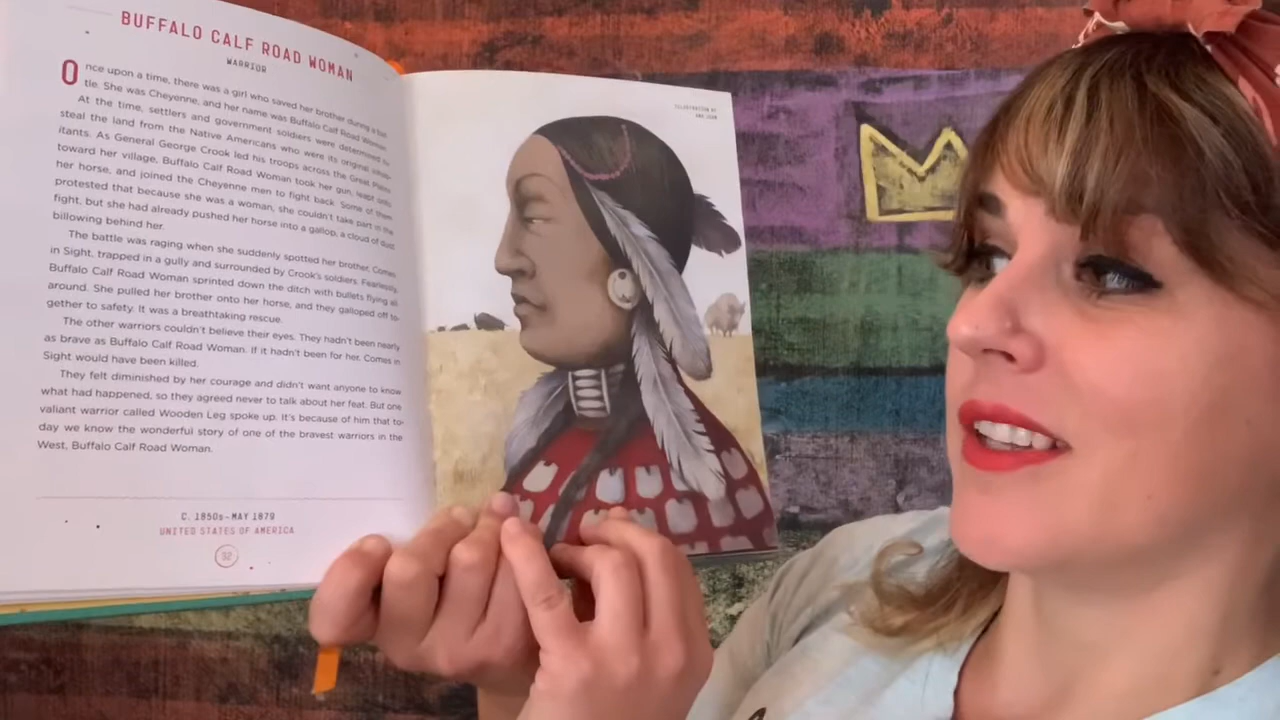 BUFFALO CALF ROAD WOMAN
WARRIOR
Once upon a time, there was a girl who saved her brother during a bat-
tle. She was Cheyenne, and her name was Buffalo Calf Road Woman.
At the time, settlers and government soldiers were determined to
steal the land from the Native Americans who were its original inhab-
itants. As General George Crook led his troops across the Great Plains
toward her village, Buffalo Calf Road Woman took her gun, leapt onto
her horse, and joined the Cheyenne men to fight back. Some of them
protested that because she was a woman, she couldn't take part in the
fight, but she had already pushed her horse into a gallop, a cloud of dust
billowing behind her.
The battle was raging when she suddenly spotted her brother, Comes
in Sight, trapped in a gully and surrounded by Crook's soldiers. Fearlessly,
Buffalo Calf Road Woman sprinted down the ditch with bullets flying all
around. She pulled her brother onto her horse, and they galloped off to-
gether to safety. It was a breathtaking rescue.
The other warriors couldn't believe their eyes. They hadn't been nearly
as brave as Buffalo Calf Road Woman. If it hadn't been for her, Comes in
Sight would have been killed.
They felt diminished by her courage and didn't want anyone to know
what had happened, so they agreed never to talk about her feat. But one
valiant warrior called Wooden Leg spoke up. It's because of him that to-
day we know the wonderful story of one of the bravest warriors in the
West, Buffalo Calf Road Woman.
C. 1850s–MAY 1879
UNITED STATES OF AMERICA
32
ILLUSTRATION BY
ANA JUAN